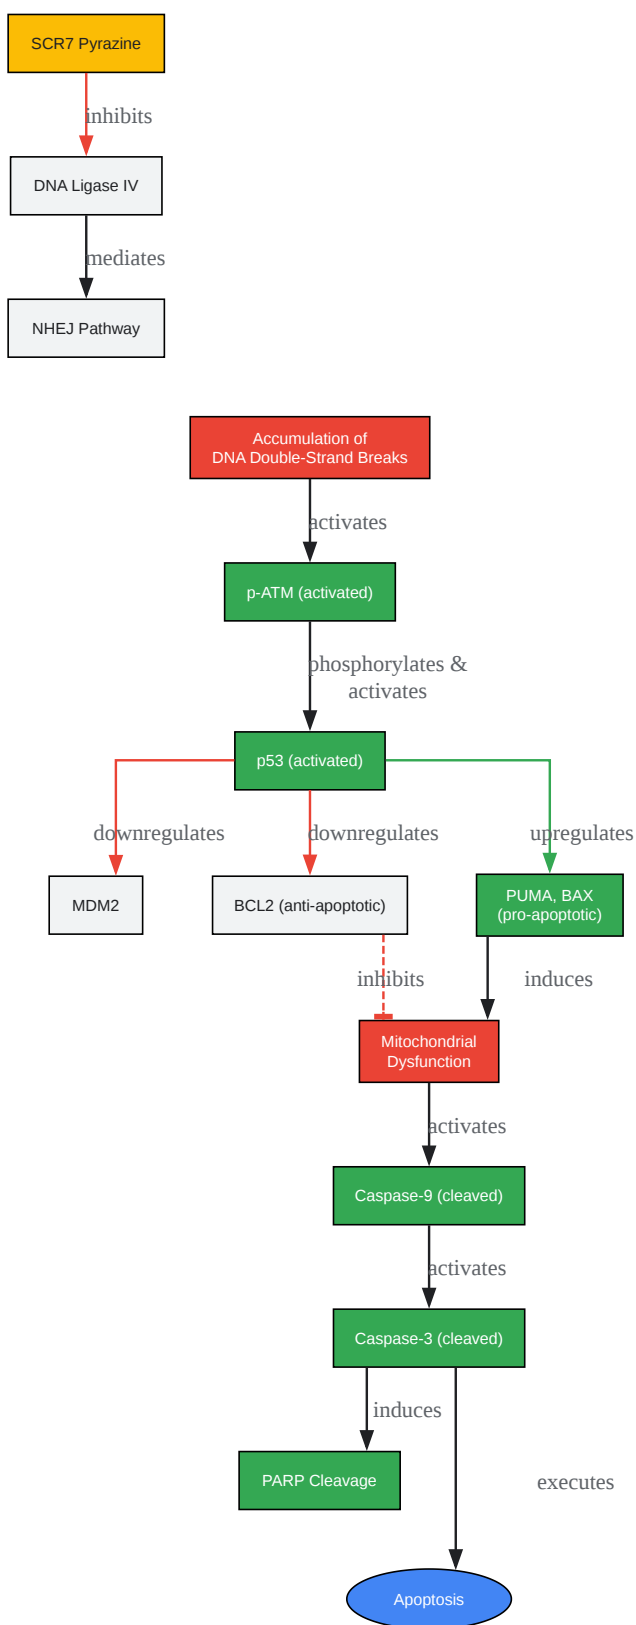 SCR7 Pyrazine
inhibits
DNA Ligase IV
mediates
NHEJ Pathway
Accumulation of
DNA Double-Strand Breaks
activates
p-ATM (activated)
phosphorylates &
activates
p53 (activated)
downregulates
downregulates
upregulates
MDM2
BCL2 (anti-apoptotic)
PUMA, BAX
(pro-apoptotic)
inhibits
induces
Mitochondrial
Dysfunction
activates
Caspase-9 (cleaved)
activates
Caspase-3 (cleaved)
induces
PARP Cleavage
executes
Apoptosis